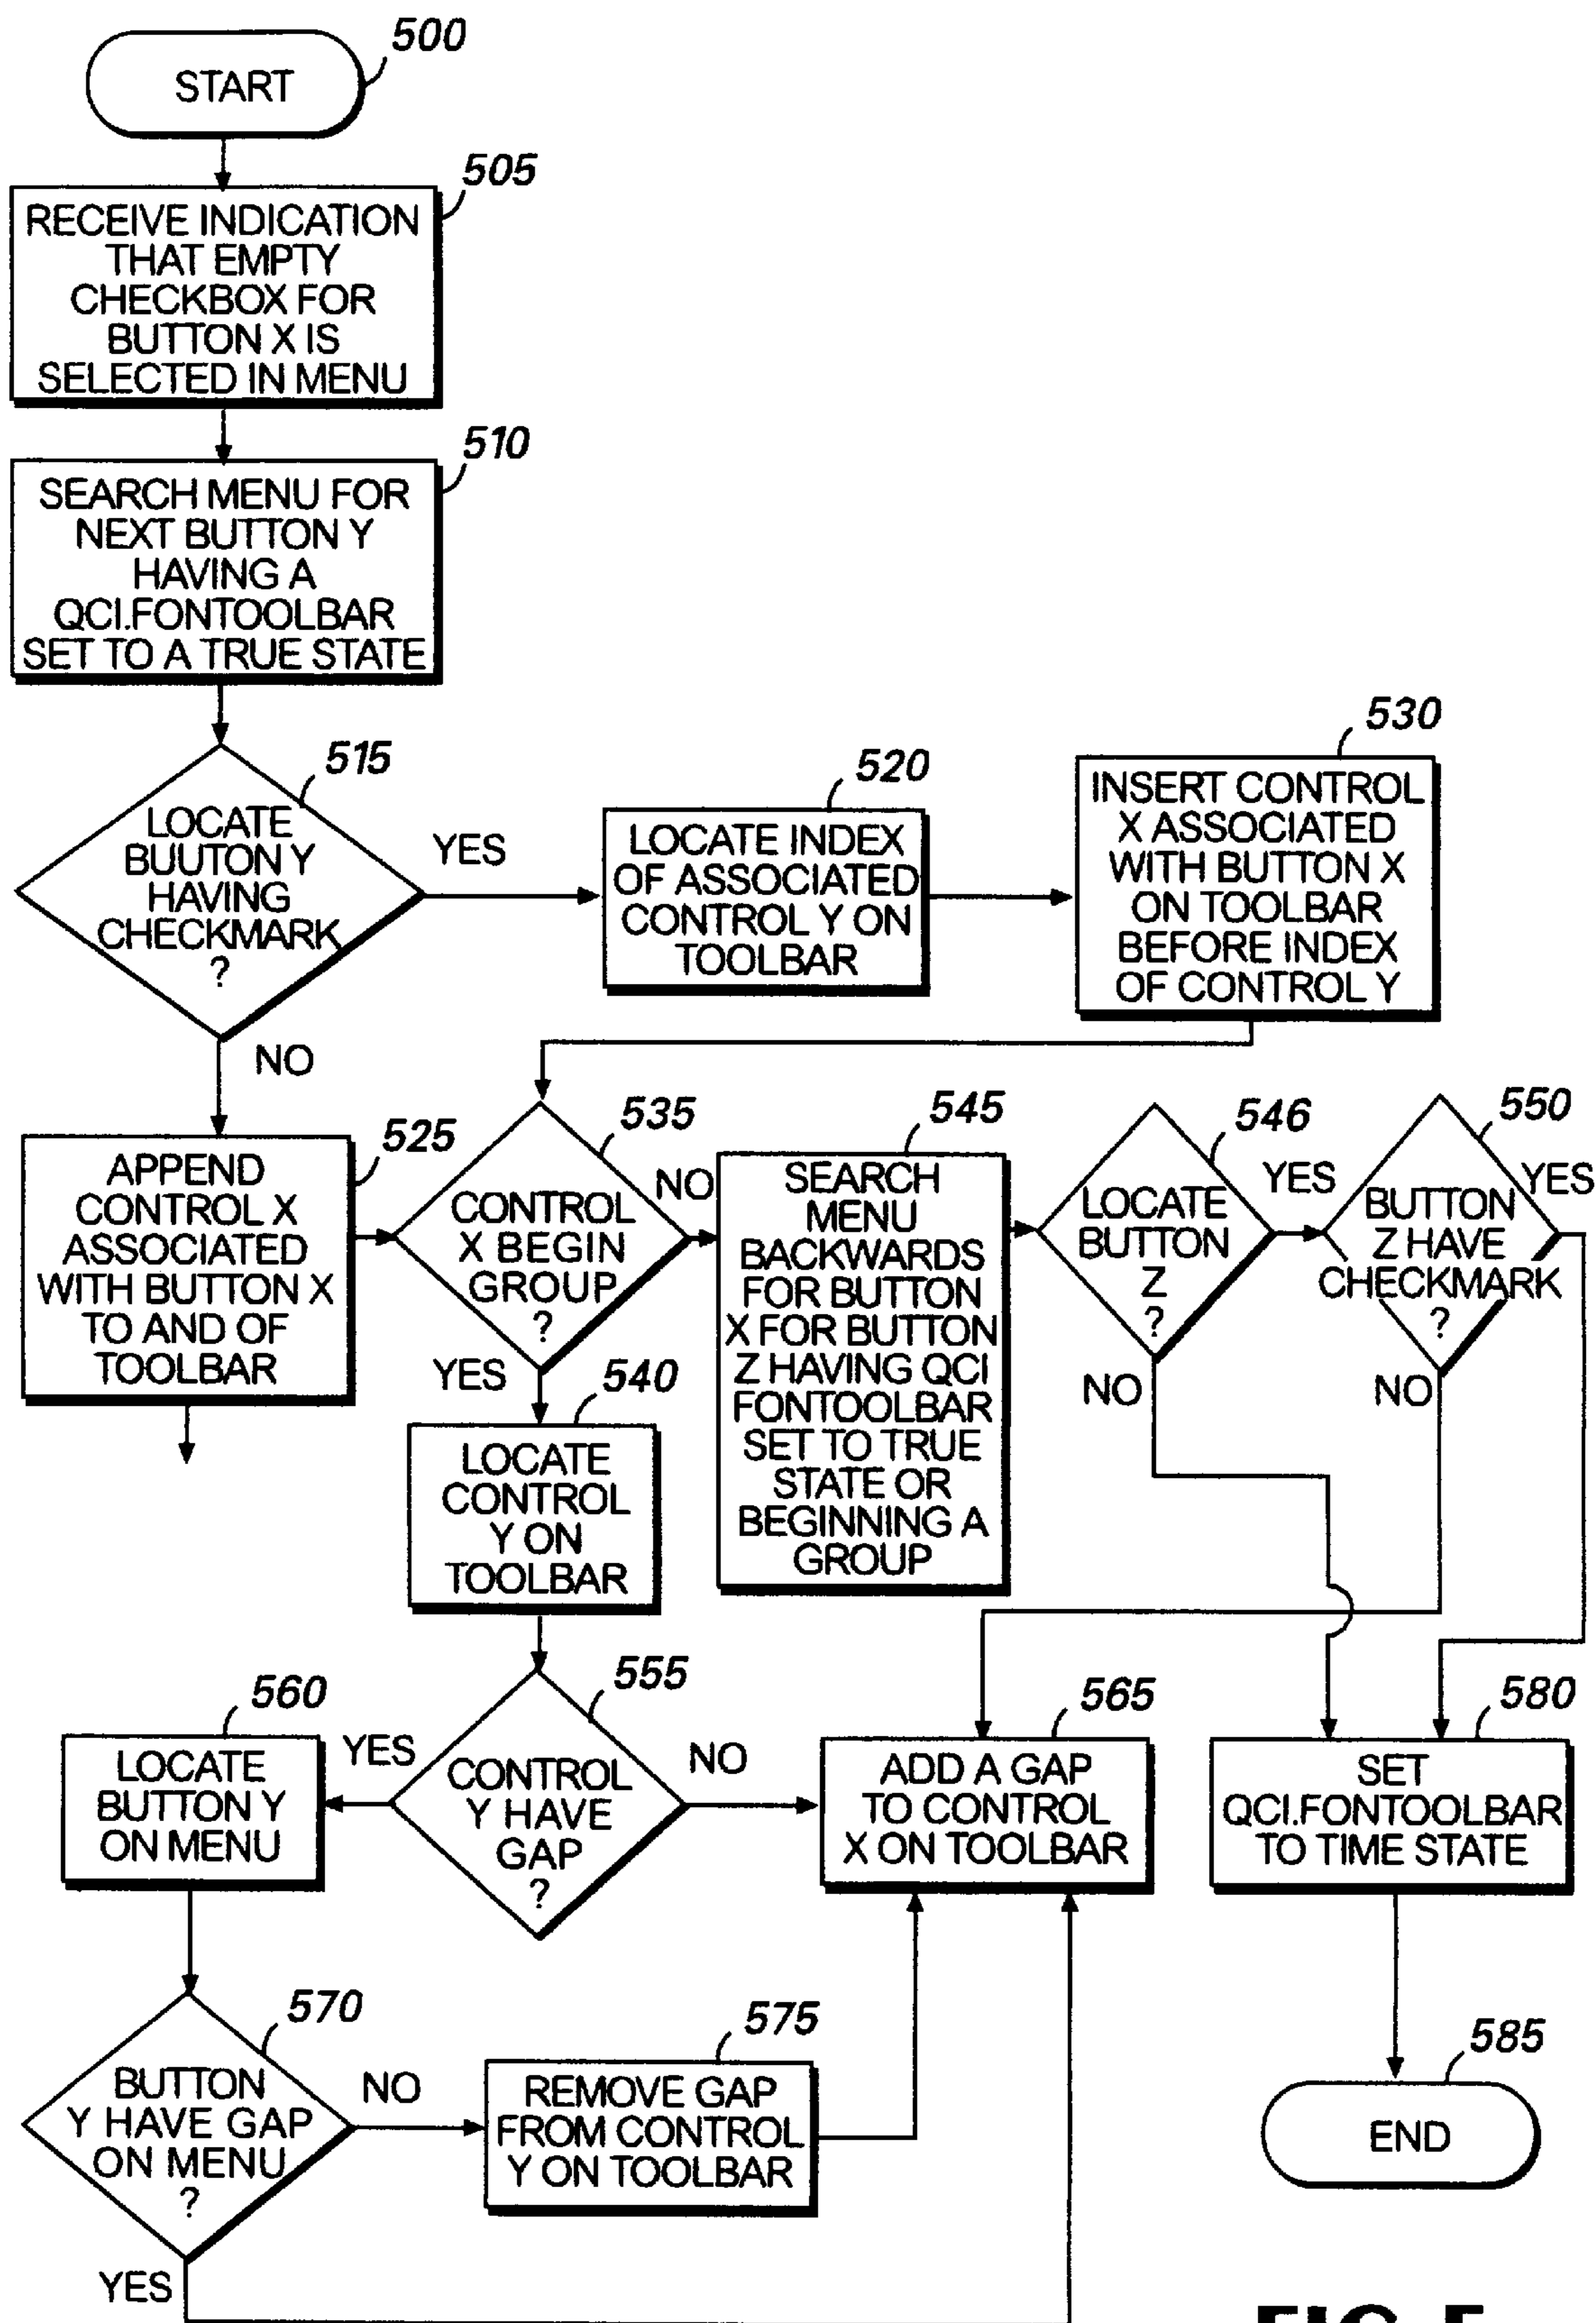 500
START
505
RECEIVE INDICATION
THAT EMPTY
CHECKBOX FOR
BUTTON X IS
SELECTED IN MENU
510
SEARCH MENU FOR
NEXT BUTTON Y
HAVING A
QCI.FONTOOLBAR
SET TO A TRUE STATE
515
LOCATE
BUUTON Y
HAVING
CHECKMARK
?
YES
NO
520
LOCATE INDEX
OF ASSOCIATED
CONTROL Y ON
TOOLBAR
530
INSERT CONTROL
X ASSOCIATED
WITH BUTTON X
ON TOOLBAR
BEFORE INDEX
OF CONTROL Y
525
APPEND
CONTROL X
ASSOCIATED
WITH BUTTON X
TO AND OF
TOOLBAR
535
CONTROL
X BEGIN
GROUP
?
NO
YES
545
SEARCH
MENU
BACKWARDS
FOR BUTTON
X FOR BUTTON
Z HAVING QCI
FONTOOLBAR
SET TO TRUE
STATE OR
BEGINNING A
GROUP
546
LOCATE
BUTTON
Z
?
YES
NO
550
BUTTON
Z HAVE
CHECKMARK
?
YES
NO
540
LOCATE
CONTROL
Y ON
TOOLBAR
555
CONTROL
Y HAVE
GAP
?
YES
NO
560
LOCATE
BUTTON Y
ON MENU
565
ADD A GAP
TO CONTROL
X ON TOOLBAR
580
SET
QCI.FONTOOLBAR
TO TIME STATE
570
BUTTON
Y HAVE GAP
ON MENU
?
NO
YES
575
REMOVE GAP
FROM CONTROL
Y ON TOOLBAR
585
END
FIG.5